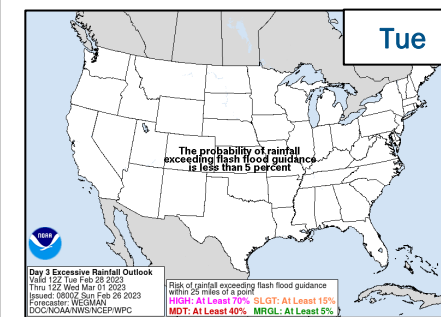 Tue
The probability of rainfall
exceeding flash flood guidance
is less than 5 percent
NOAA
Day 3 Excessive Rainfall Outlook
Valid 12Z Tue Feb 28 2023
Thru 12Z Wed Mar 01 2023
Issued: 0800Z Sun Feb 26 2023
Forecaster: WEGMAN
DOC/NOAA/NWS/NCEP/WPC
Risk of rainfall exceeding flash flood guidance
within 25 miles of a point
HIGH: At Least 70% SLGT: At Least 15%
MDT: At Least 40% MRGL: At Least 5%